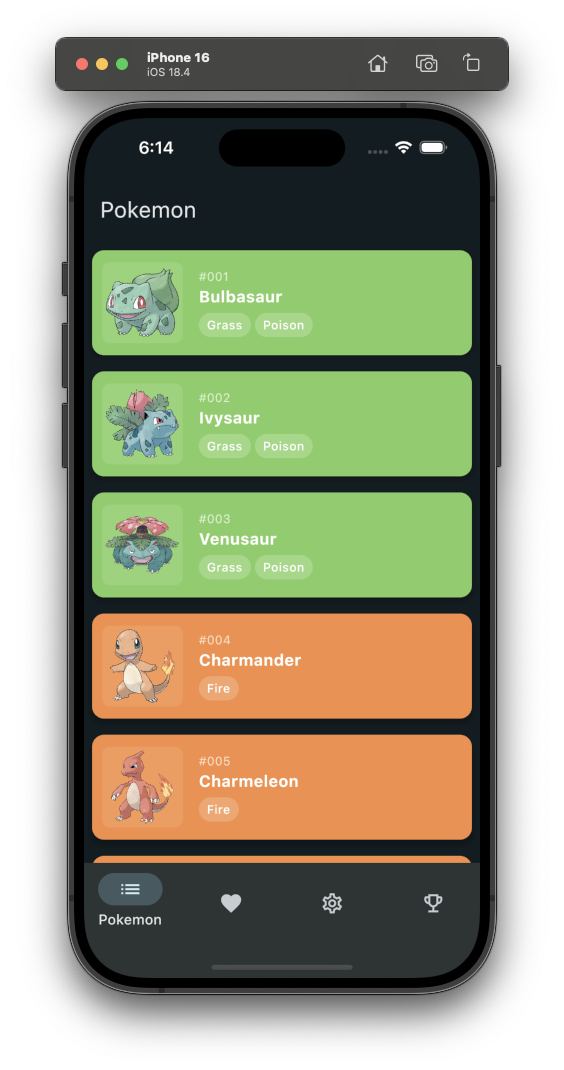 iPhone 16
iOS 18.4
6:14
Pokemon
#001
Bulbasaur
Grass Poison
#002
Ivysaur
Grass Poison
#003
Venusaur
Grass Poison
#004
Charmander
Fire
#005
Charmeleon
Fire
Pokemon